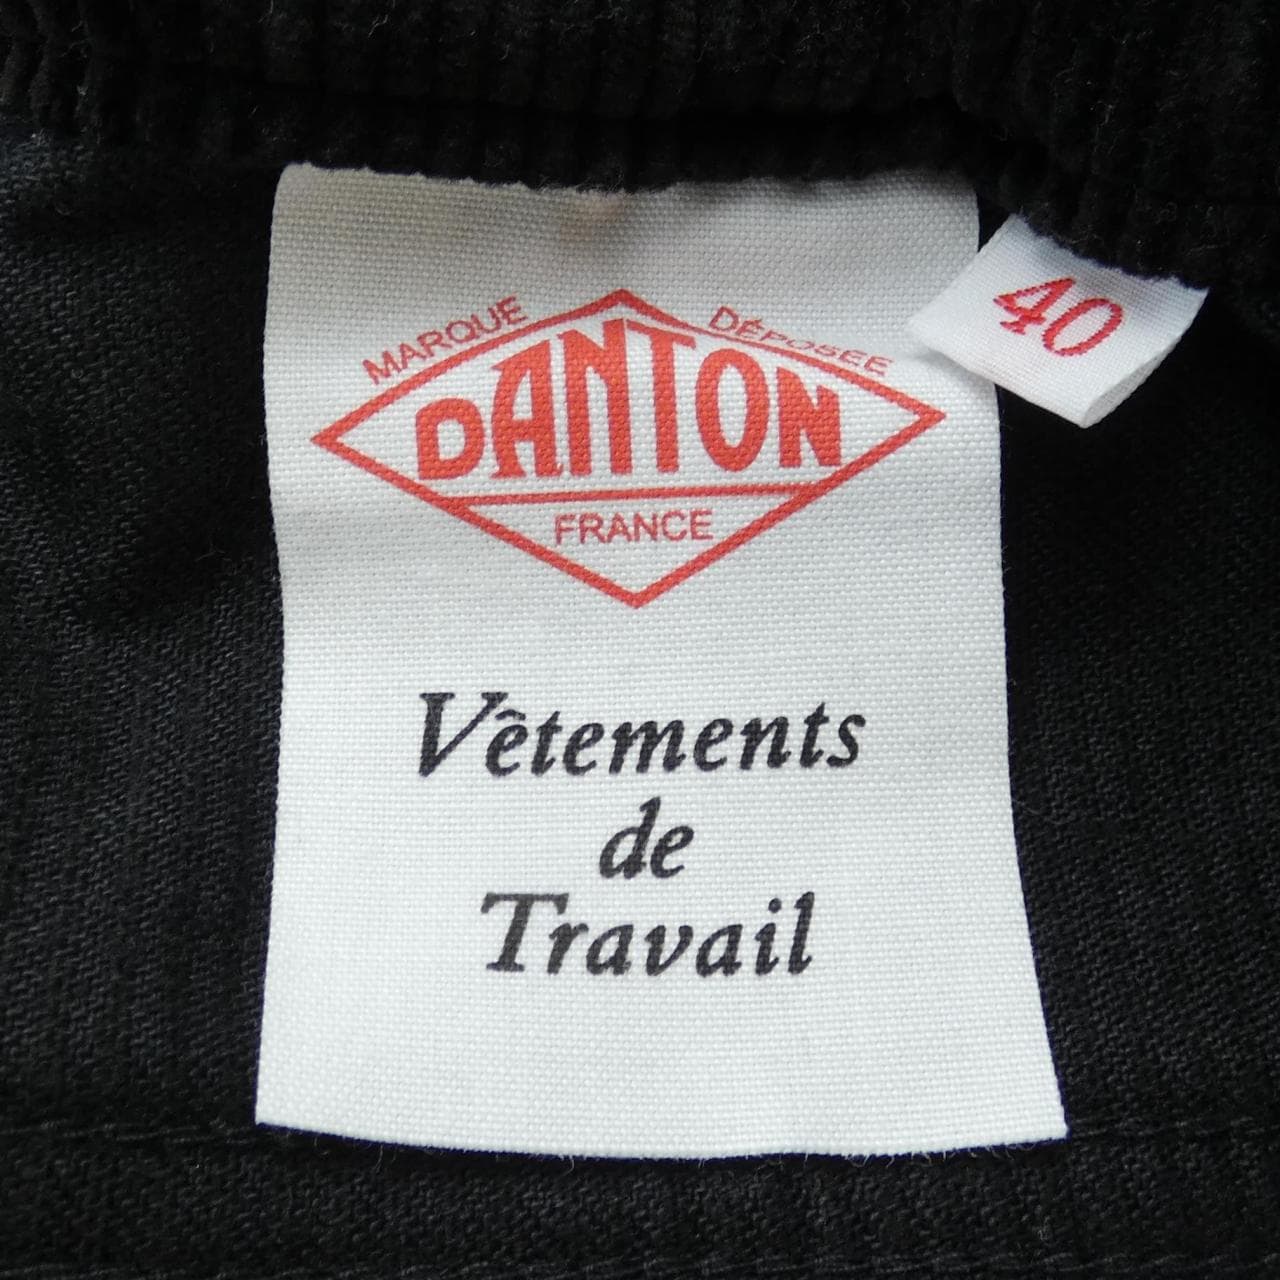 MARQUE DÉPOSÉE
DANTON
FRANCE
40
Vêtements
de
Travail